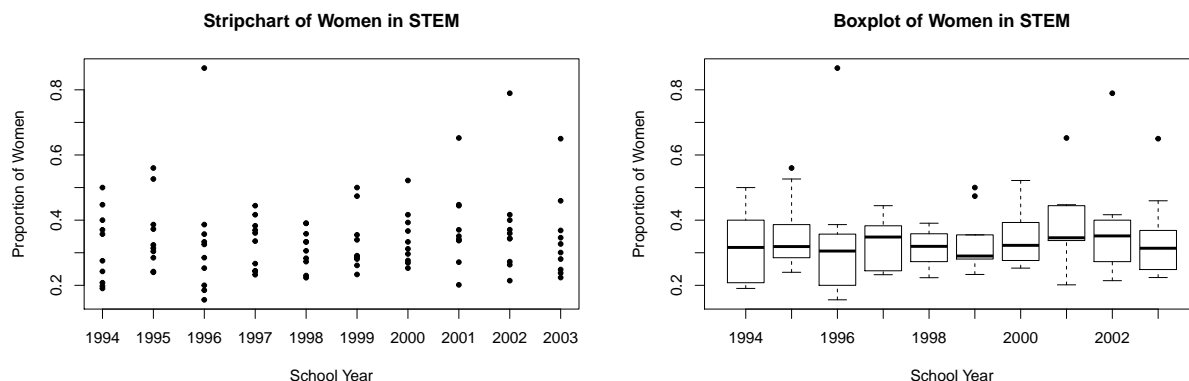 Stripchart of Women in STEM
Proportion of Women
0.8
0.6
0.4
0.2
1994 1995 1996 1997 1998 1999 2000 2001 2002 2003
School Year
Boxplot of Women in STEM
Proportion of Women
0.8
0.6
0.4
0.2
1994 1996 1998 2000 2002
School Year